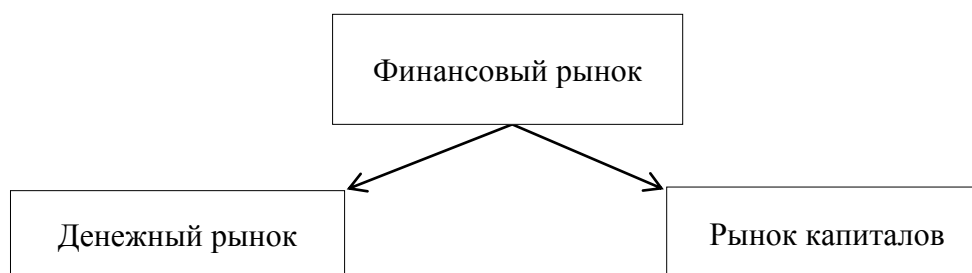 Финансовый рынок
Денежный рынок
Рынок капиталов